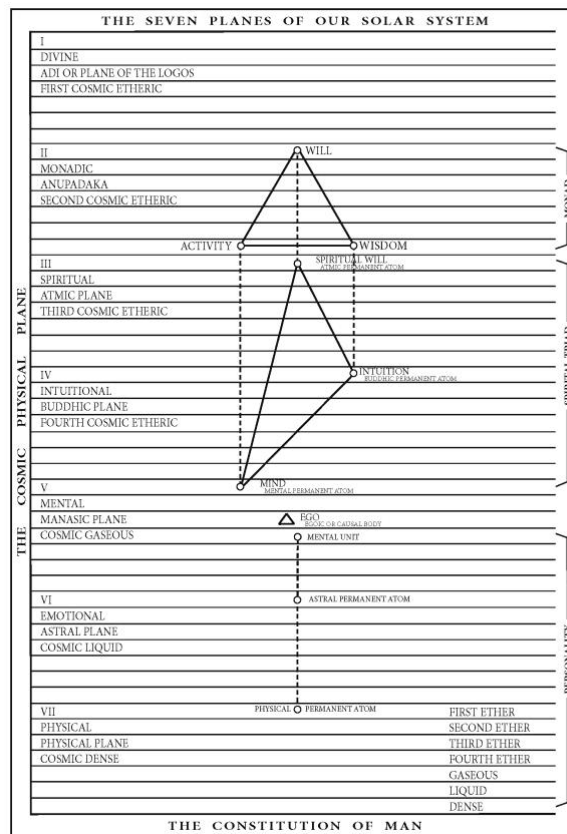 THE SEVEN PLANES OF OUR SOLAR SYSTEM
I
DIVINE
ADI OR PLANE OF THE LOGOS
FIRST COSMIC ETHERIC
II
WILL
MONADIC
ANUPADAKA
SECOND COSMIC ETHERIC
ACTIVITY
WISDOM
MONAD
III
SPIRITUAL WILL
ATMIC PERMANENT ATOM
SPIRITUAL
ATMIC PLANE
THIRD COSMIC ETHERIC
IV
INTUITION
BUDDHIC PERMANENT ATOM
INTUITIONAL
BUDDHIC PLANE
FOURTH COSMIC ETHERIC
V
MIND
MENTAL PERMANENT ATOM
MENTAL
MANASIC PLANE
EGO
EGOIC OR CAUSAL BODY
COSMIC GASEOUS
MENTAL UNIT
VI
ASTRAL PERMANENT ATOM
EMOTIONAL
ASTRAL PLANE
COSMIC LIQUID
PERSONALITY
VII
PHYSICAL PERMANENT ATOM
FIRST ETHER
PHYSICAL
SECOND ETHER
PHYSICAL PLANE
THIRD ETHER
COSMIC DENSE
FOURTH ETHER
GASEOUS
LIQUID
DENSE
THE COSMIC PHYSICAL PLANE
THE CONSTITUTION OF MAN